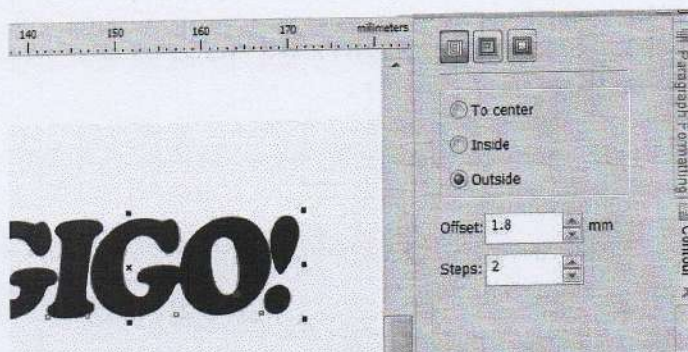 140 150 160 170 millimeters
To center
Inside
Outside
Offset: 1.8 mm
Steps: 2
GIGO!
Paragraph Formatting
Contour